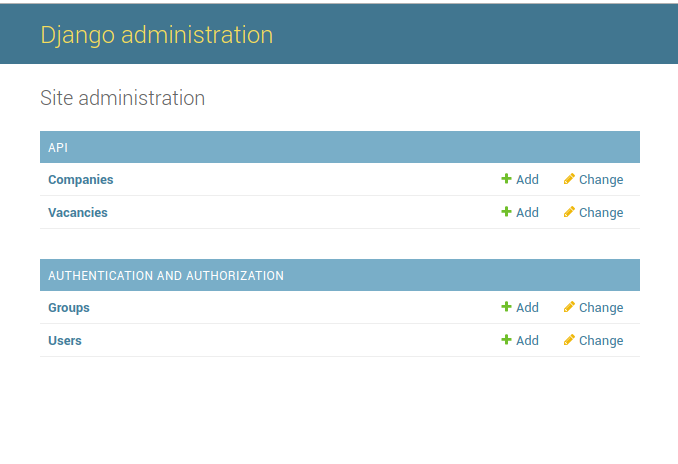 Django administration
Site administration
API
Companies Add Change
Vacancies Add Change
AUTHENTICATION AND AUTHORIZATION
Groups Add Change
Users Add Change